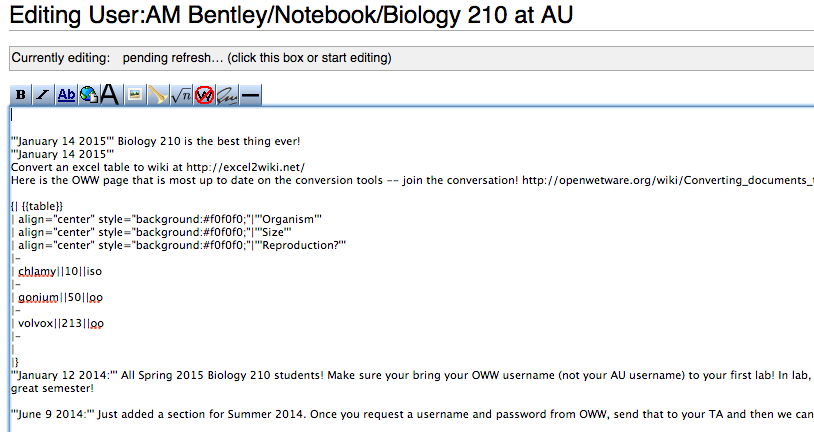 Editing User:AM Bentley/Notebook/Biology 210 at AU
Currently editing: pending refresh... (click this box or start editing)
B I Ab A √n W
'''January 14 2015''' Biology 210 is the best thing ever!
'''January 14 2015'''
Convert an excel table to wiki at http://excel2wiki.net/
Here is the OWW page that is most up to date on the conversion tools -- join the conversation! http://openwetware.org/wiki/Converting_documents_
{| {{table}}
| align="center" style="background:#f0f0f0;"|'''Organism'''
| align="center" style="background:#f0f0f0;"|'''Size'''
| align="center" style="background:#f0f0f0;"|'''Reproduction?'''
|-
| chlamy||10||iso
|-
| gonium||50||oo
|-
| volvox||213||oo
|-
|
|}
'''January 12 2014:''' All Spring 2015 Biology 210 students! Make sure your bring your OWW username (not your AU username) to your first lab! In lab,
great semester!
'''June 9 2014:''' Just added a section for Summer 2014. Once you request a username and password from OWW, send that to your TA and then we can